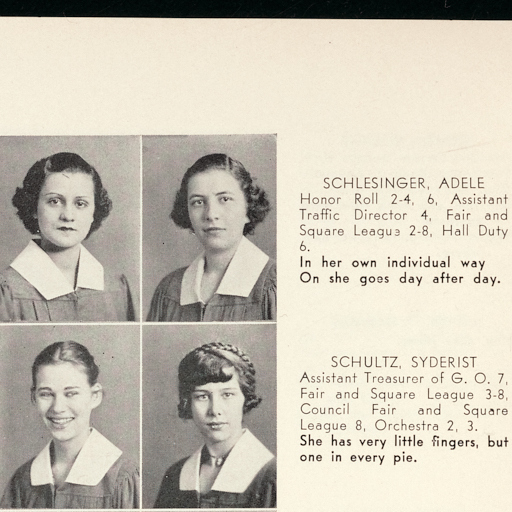 SCHLESINGER, ADELE
Honor Roll 2-4, 6, Assistant
Traffic Director 4, Fair and
Square League 2-8, Hall Duty
6.
In her own individual way
On she goes day after day.
SCHULTZ, SYDERIST
Assistant Treasurer of G. O. 7,
Fair and Square League 3-8,
Council Fair and Square
League 8, Orchestra 2, 3.
She has very little fingers, but
one in every pie.